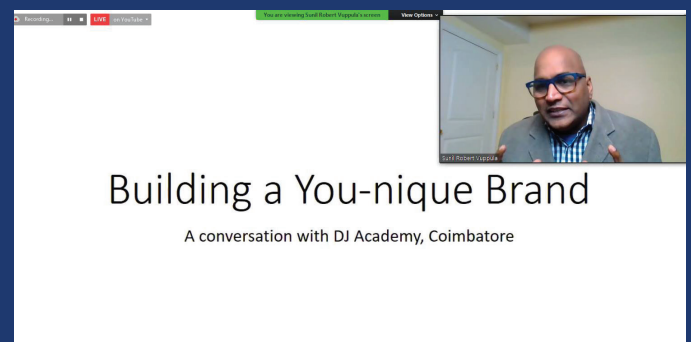 Recording...
LIVE on YouTube
You are viewing Sunil Robert Vuppula's screen
View Options
Sunil Robert Vuppula
Building a You-nique Brand
A conversation with DJ Academy, Coimbatore